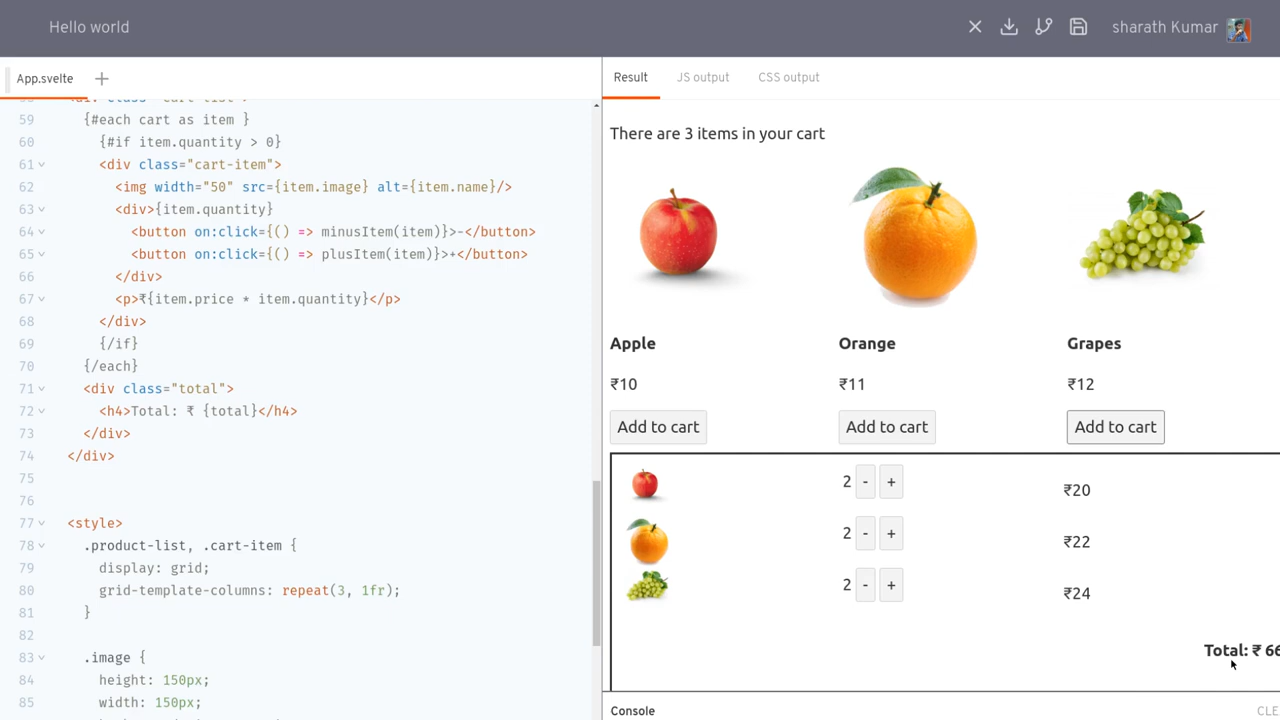 Hello world
sharath Kumar
App.svelte
Result JS output CSS output
59 {#each cart as item }
60 {#if item.quantity > 0}
61 <div class="cart-item">
62 <img width="50" src={item.image} alt={item.name}/>
63 <div>{item.quantity}
64 <button on:click={() => minusItem(item)}>-</button>
65 <button on:click={() => plusItem(item)}>+</button>
66 </div>
67 <p>₹{item.price * item.quantity}</p>
68 </div>
69 {/if}
70 {/each}
71 <div class="total">
72 <h4>Total: ₹ {total}</h4>
73 </div>
74 </div>
75
76
77 <style>
78 .product-list, .cart-item {
79 display: grid;
80 grid-template-columns: repeat(3, 1fr);
81 }
82
83 .image {
84 height: 150px;
85 width: 150px;
There are 3 items in your cart
Apple Orange Grapes
₹10 ₹11 ₹12
Add to cart Add to cart Add to cart
2 - + ₹20
2 - + ₹22
2 - + ₹24
Total: ₹ 66
Console CLE